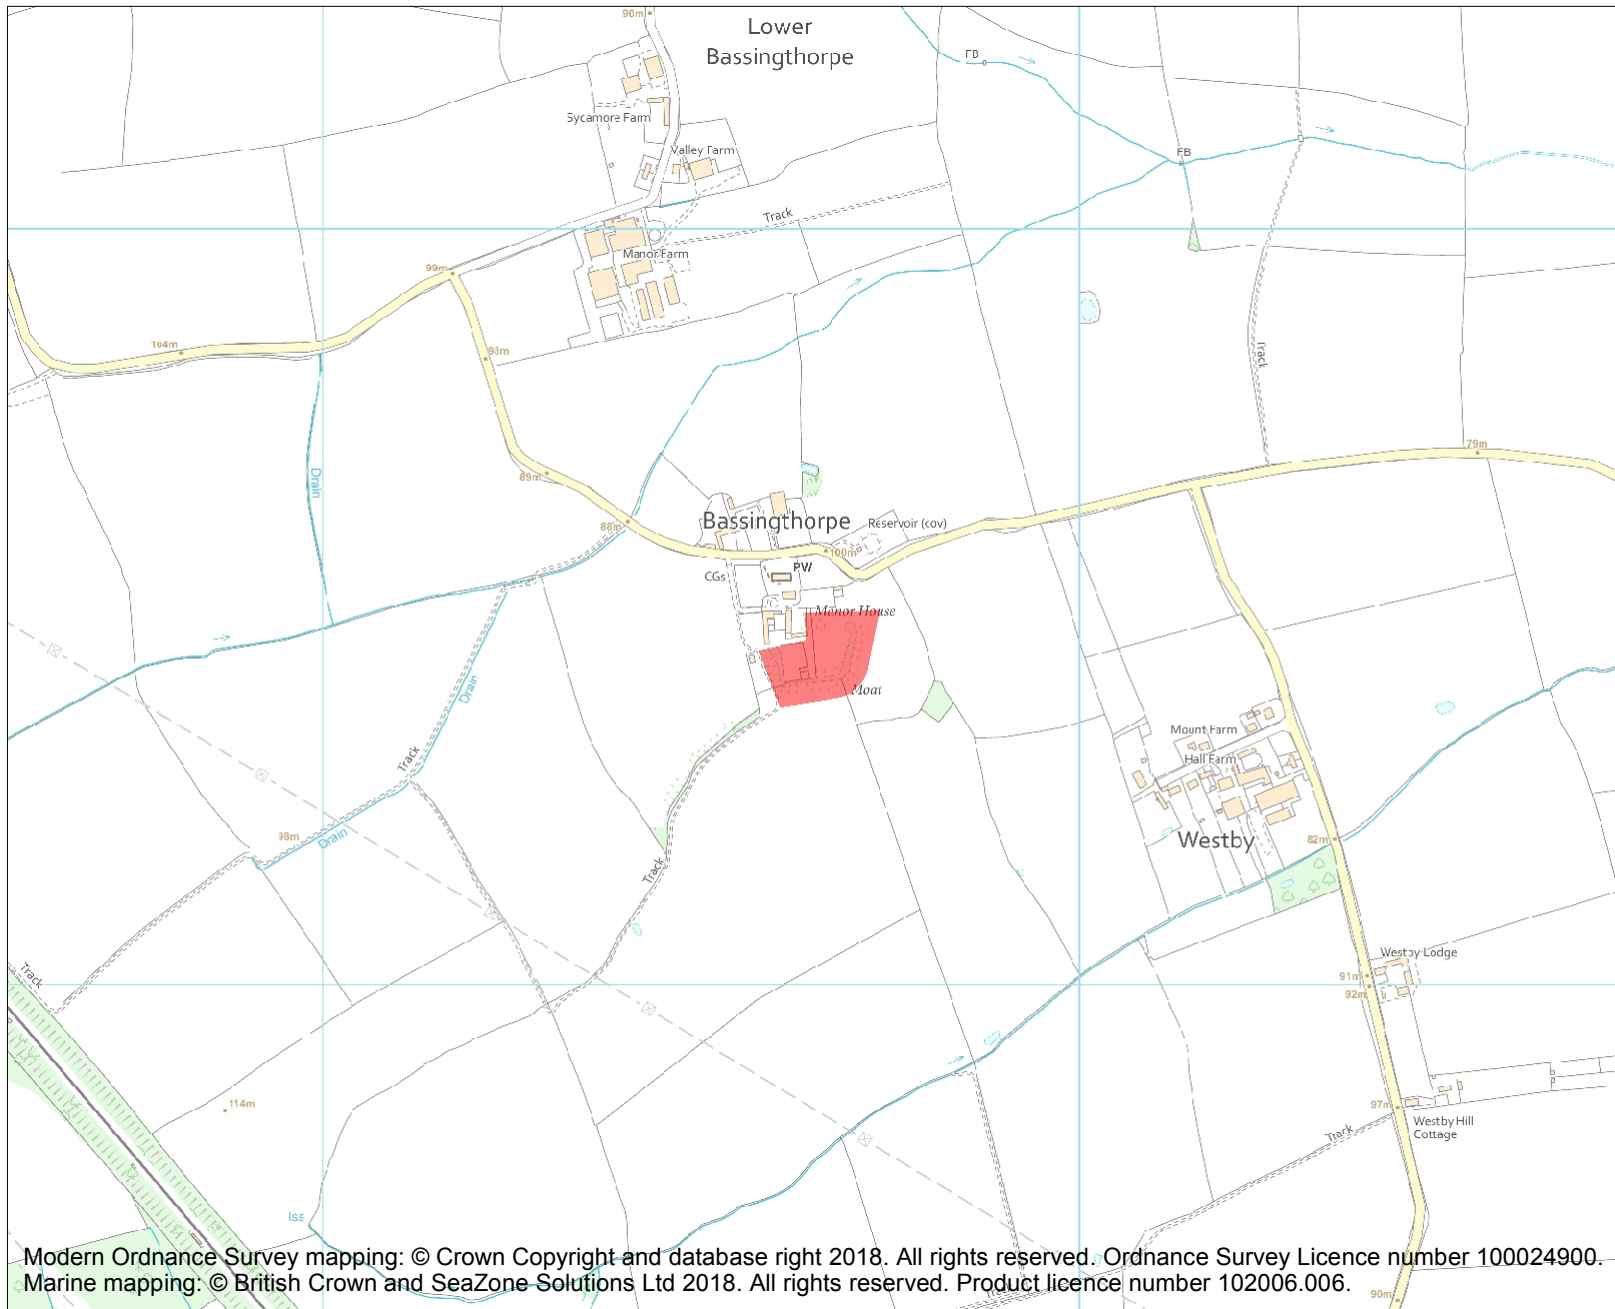 90m
Lower
Bassingthorpe
FB
Sycamore Farm
Valley Farm
FB
Track
Manor Farm
99m
104m
98m
Track
79m
89m
Drain
88m
Bassingthorpe
Reservoir (cov)
100m
PW
CGs
Manor House
Moat
Drain
Track
Mount Farm
Hall Farm
98m
Drain
Westby
82m
Track
Track
Westby Lodge
91m
92m
114m
97m
Westby Hill
Cottage
Track
Iss
90m
Modern Ordnance Survey mapping: © Crown Copyright and database right 2018. All rights reserved. Ordnance Survey Licence number 100024900.
Marine mapping: © British Crown and SeaZone Solutions Ltd 2018. All rights reserved. Product licence number 102006.006.